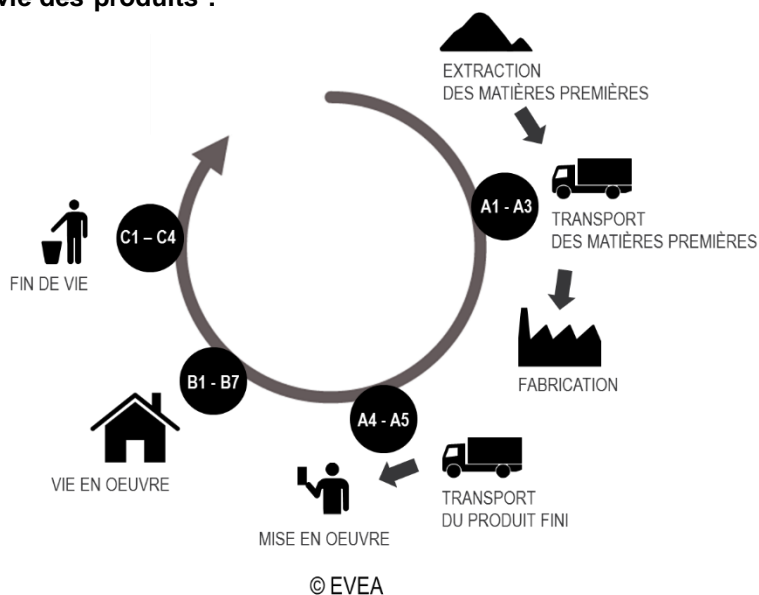 vie des produits :
EXTRACTION
DES MATIÈRES PREMIÈRES
A1 - A3
TRANSPORT
DES MATIÈRES PREMIÈRES
FABRICATION
A4 - A5
TRANSPORT
DU PRODUIT FINI
MISE EN OEUVRE
B1 - B7
VIE EN OEUVRE
C1 – C4
FIN DE VIE
© EVEA